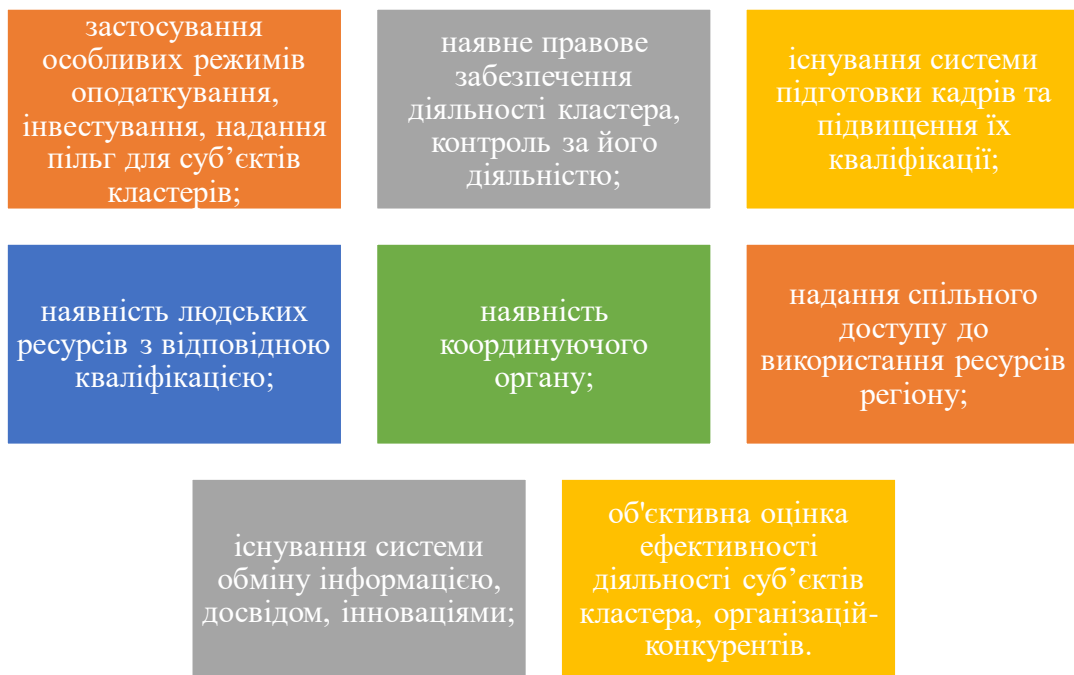 застосування
особливих режимів
оподаткування,
інвестування, надання
пільг для суб’єктів
кластерів;
наявне правове
забезпечення
діяльності кластера,
контроль за його
діяльністю;
існування системи
підготовки кадрів та
підвищення їх
кваліфікації;
наявність людських
ресурсів з відповідною
кваліфікацією;
наявність
координуючого
органу;
надання спільного
доступу до
використання ресурсів
регіону;
існування системи
обміну інформацією,
досвідом, інноваціями;
об'єктивна оцінка
ефективності
діяльності суб’єктів
кластера, організацій-
конкурентів.